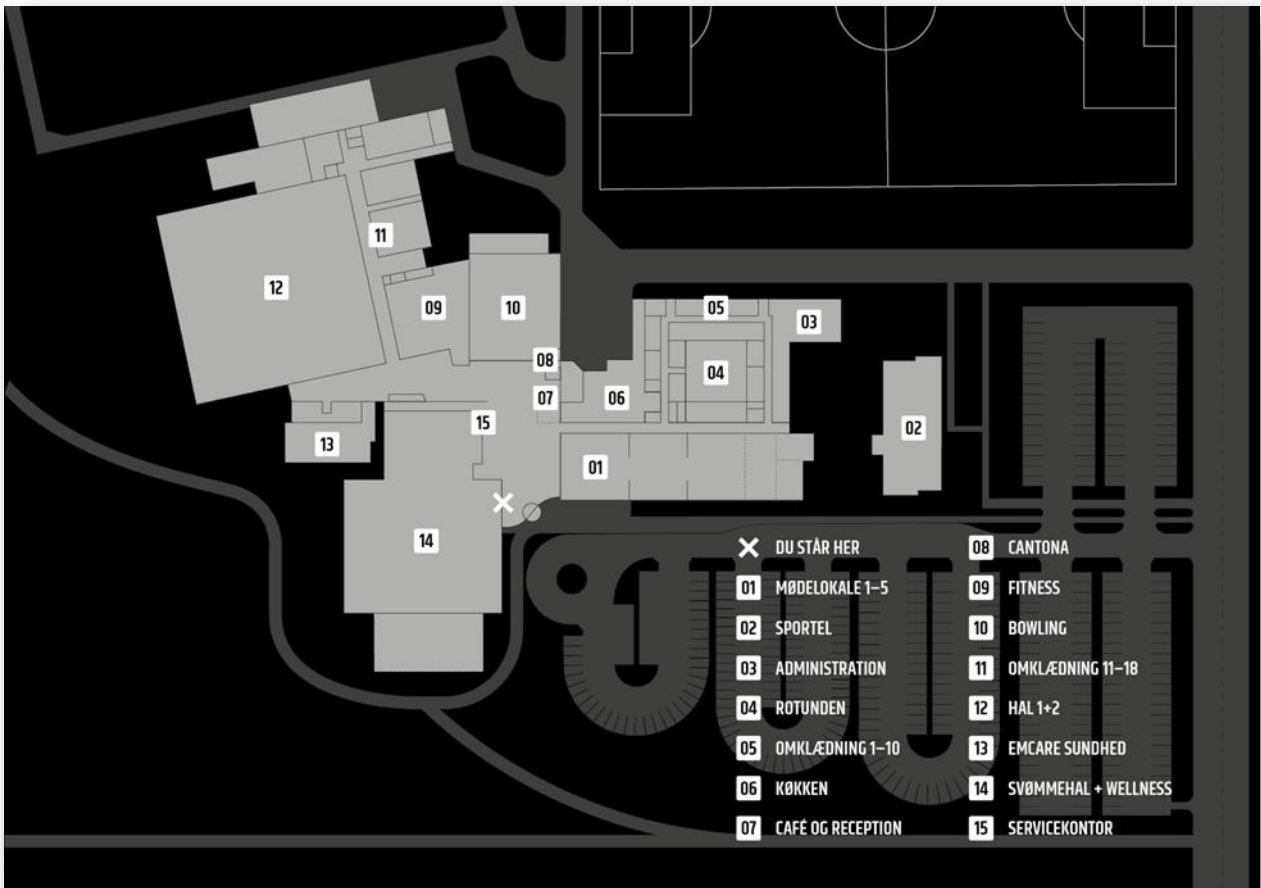 05
11
12
03
09
10
08
04
07
06
15
02
13
01
14
DU STÅR HER
01 MØDELOKALE 1–5
02 SPORTEL
03 ADMINISTRATION
04 ROTUNDEN
05 OMKLÆDNING 1–10
06 KØKKEN
07 CAFÉ OG RECEPTION
08 CANTONA
09 FITNESS
10 BOWLING
11 OMKLÆDNING 11–18
12 HAL 1+2
13 EMCARE SUNDHED
14 SVØMMEHAL + WELLNESS
15 SERVICEKONTOR